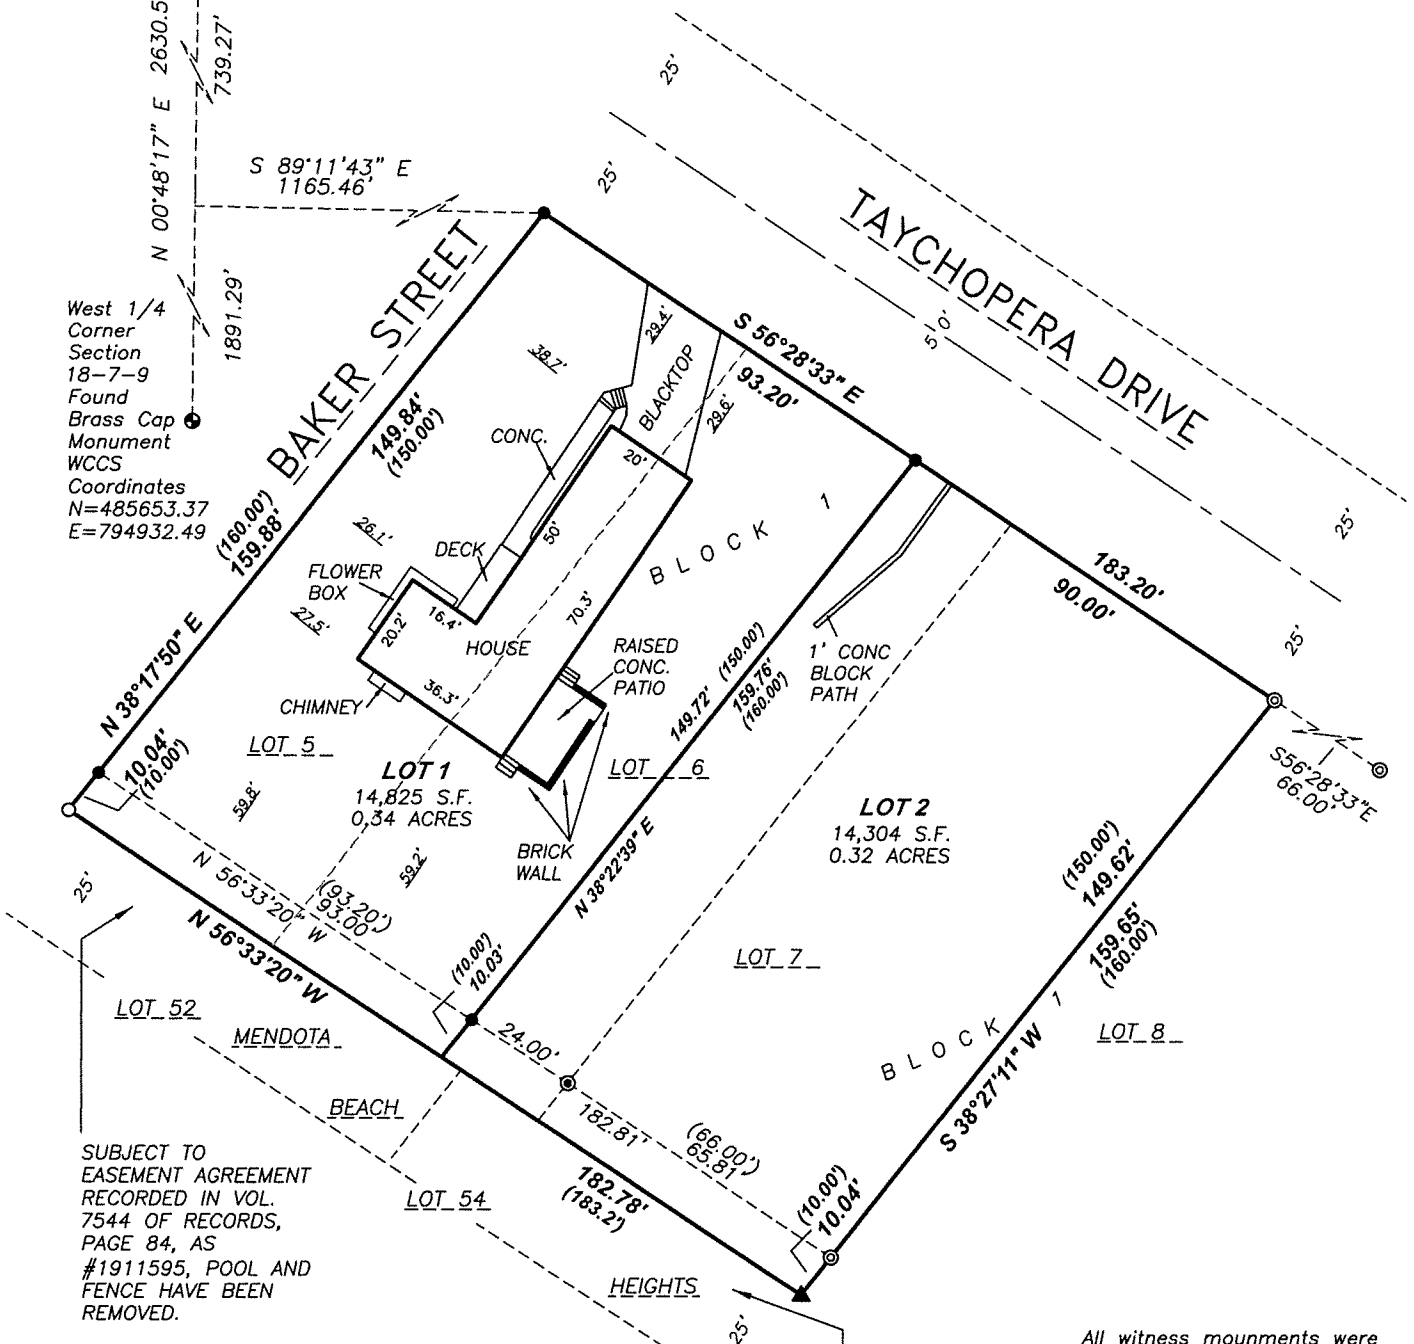 N 00°48'17" E 2630.5
739.27'
25'
S 89°11'43" E
1165.46'
25'
TAYCHOPERA DRIVE
50'
25'
25'
1891.29'
West 1/4
Corner
Section
18-7-9
Found
Brass Cap
Monument
WCCS
Coordinates
N=485653.37
E=794932.49
BAKER STREET
149.84'
(150.00')
(160.00')
159.88'
N 38°17'50" E
10.04'
(10.00')
S 56°28'33" E
93.20'
183.20'
90.00'
38.7'
29.4'
BLACKTOP
29.6'
CONC.
20'
50'
26.1'
DECK
FLOWER
BOX
27.5'
20.2'
16.4'
HOUSE
70.3'
36.3'
CHIMNEY
RAISED
CONC.
PATIO
BLOCK 1
1' CONC
BLOCK
PATH
(150.00')
149.72'
159.76'
(160.00')
N 38°22'39" E
LOT 5
LOT 1
14,825 S.F.
0.34 ACRES
LOT 6
59.8'
59.2'
BRICK
WALL
LOT 2
14,304 S.F.
0.32 ACRES
S56°28'33"E
66.00'
(150.00')
149.62'
159.65'
(160.00')
S 38°27'11" W
LOT 7
BLOCK 1
LOT 8
25'
N 56°33'20" W
(93.20')
93.00'
N 56°33'20" W
(10.00')
10.03'
24.00'
182.81'
(66.00')
65.81'
(10.00')
10.04'
182.78'
(183.2')
LOT 52
MENDOTA
BEACH
LOT 54
HEIGHTS
25'
SUBJECT TO
EASEMENT AGREEMENT
RECORDED IN VOL.
7544 OF RECORDS,
PAGE 84, AS
#1911595, POOL AND
FENCE HAVE BEEN
REMOVED.
All witness mounments were